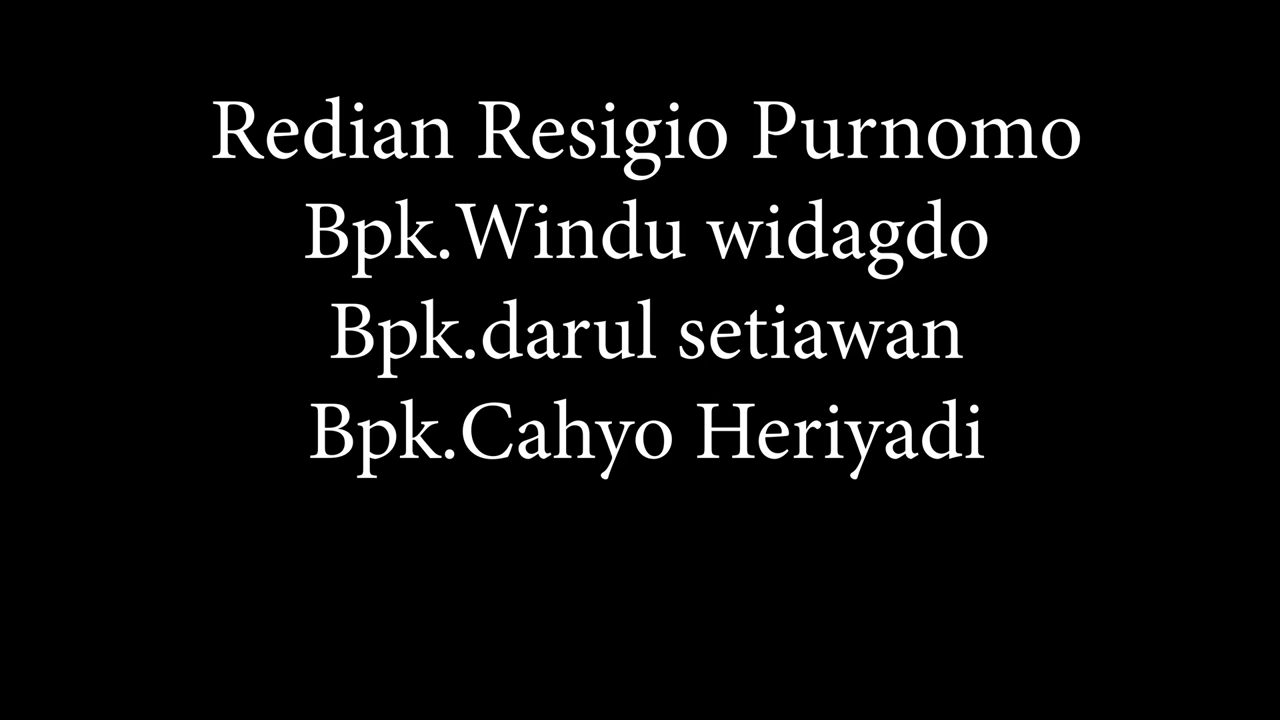 Redian Resigio Purnomo
Bpk.Windu widagdo
Bpk.darul setiawan
Bpk.Cahyo Heriyadi